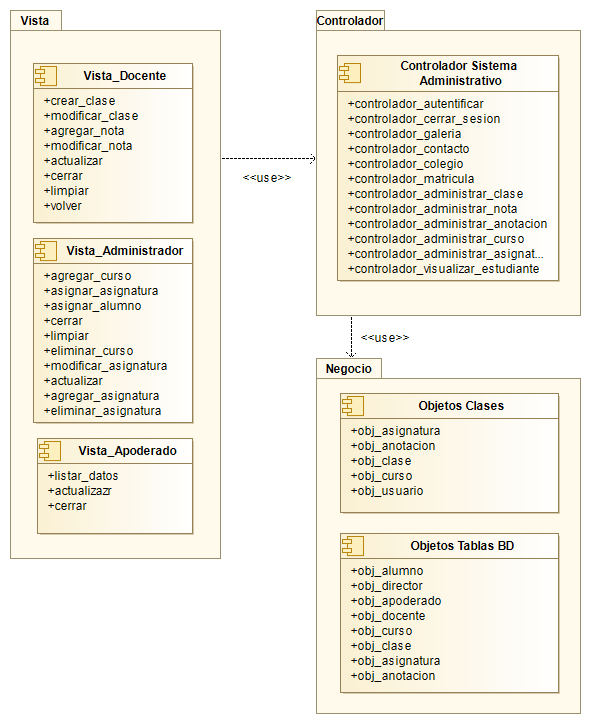 Vista
Vista_Docente
+crear_clase
+modificar_clase
+agregar_nota
+modificar_nota
+actualizar
+cerrar
+limpiar
+volver
Vista_Administrador
+agregar_curso
+asignar_asignatura
+asignar_alumno
+cerrar
+limpiar
+eliminar_curso
+modificar_asignatura
+actualizar
+agregar_asignatura
+eliminar_asignatura
Vista_Apoderado
+listar_datos
+actualizazr
+cerrar
<<use>>
Controlador
Controlador Sistema
Administrativo
+controlador_autentificar
+controlador_cerrar_sesion
+controlador_galeria
+controlador_contacto
+controlador_colegio
+controlador_matricula
+controlador_administrar_clase
+controlador_administrar_nota
+controlador_administrar_anotacion
+controlador_administrar_curso
+controlador_administrar_asignat...
+controlador_visualizar_estudiante
<<use>>
Negocio
Objetos Clases
+obj_asignatura
+obj_anotacion
+obj_clase
+obj_curso
+obj_usuario
Objetos Tablas BD
+obj_alumno
+obj_director
+obj_apoderado
+obj_docente
+obj_curso
+obj_clase
+obj_asignatura
+obj_anotacion